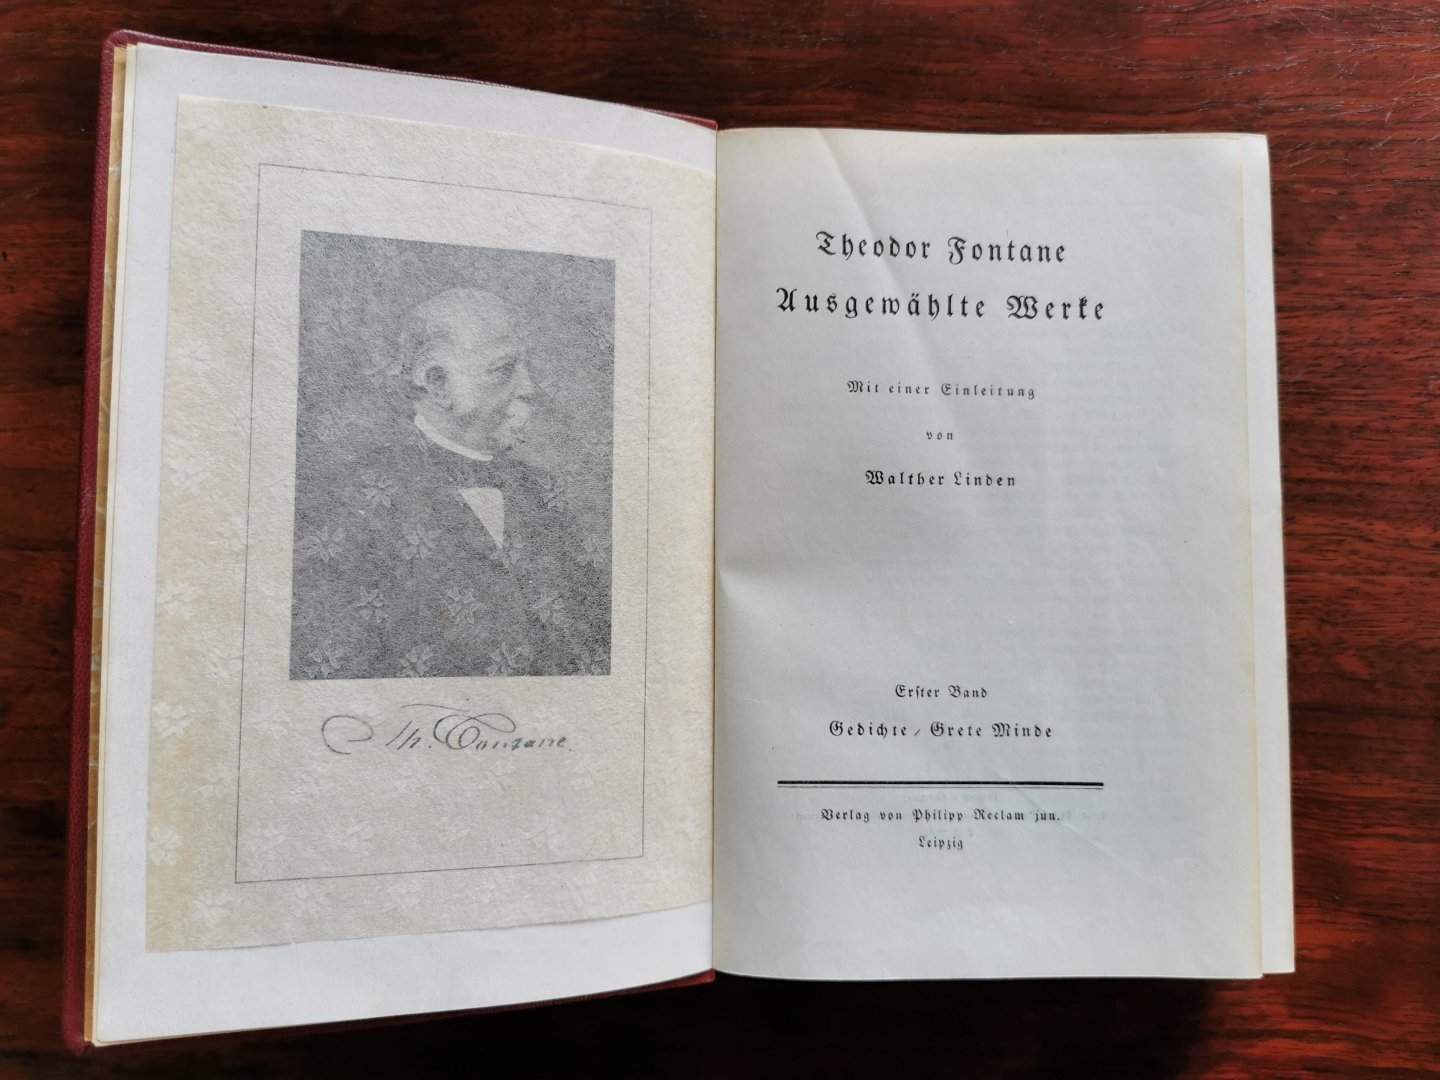 Th. Fontane.
Theodor Fontane
Ausgewählte Werke
Mit einer Einleitung
von
Walther Linden
Erſter Band
Gedichte / Grete Minde
Verlag von Philipp Reclam jun.
Leipzig